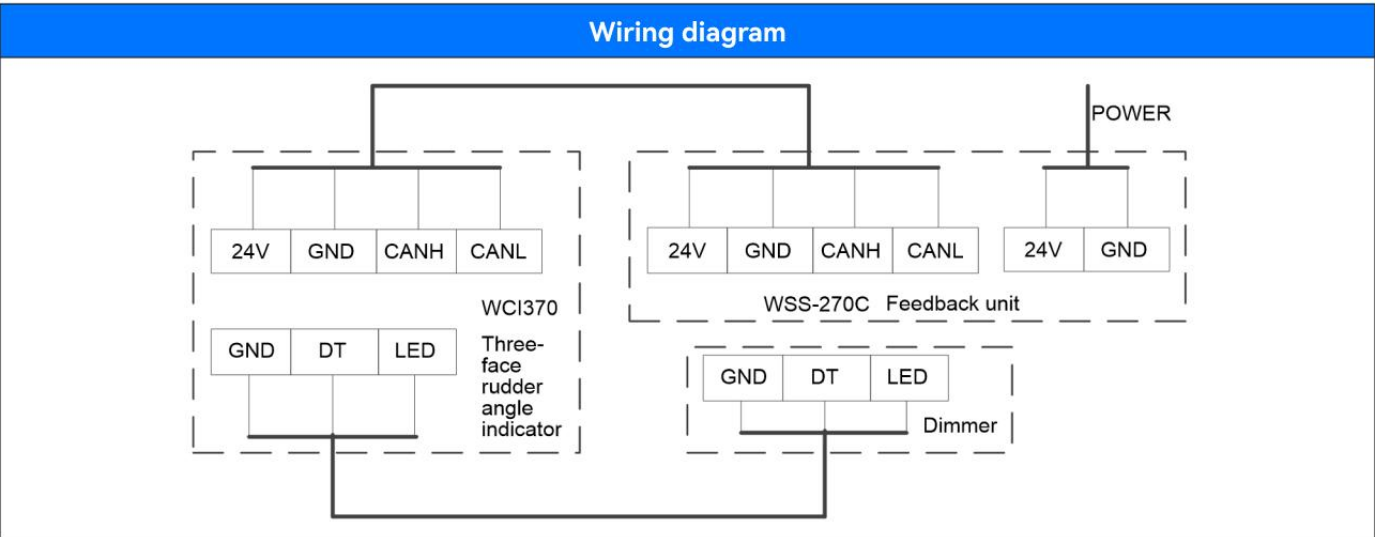 Wiring diagram
POWER
24V GND CANH CANL
24V GND CANH CANL
24V GND
WCI370
Three-
face
rudder
angle
indicator
WSS-270C Feedback unit
GND DT LED
GND DT LED
Dimmer